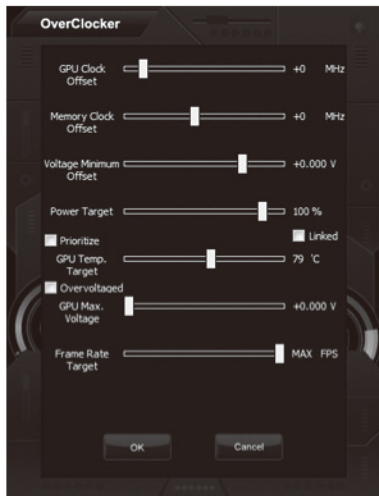 OverClocker
GPU Clock
Offset
+0 MHz
Memory Clock
Offset
+0 MHz
Voltage Minimum
Offset
+0.000 V
Power Target
100 %
Prioritize
Linked
GPU Temp.
Target
79 'C
Overvoltaged
GPU Max.
Voltage
+0.000 V
Frame Rate
Target
MAX FPS
OK
Cancel